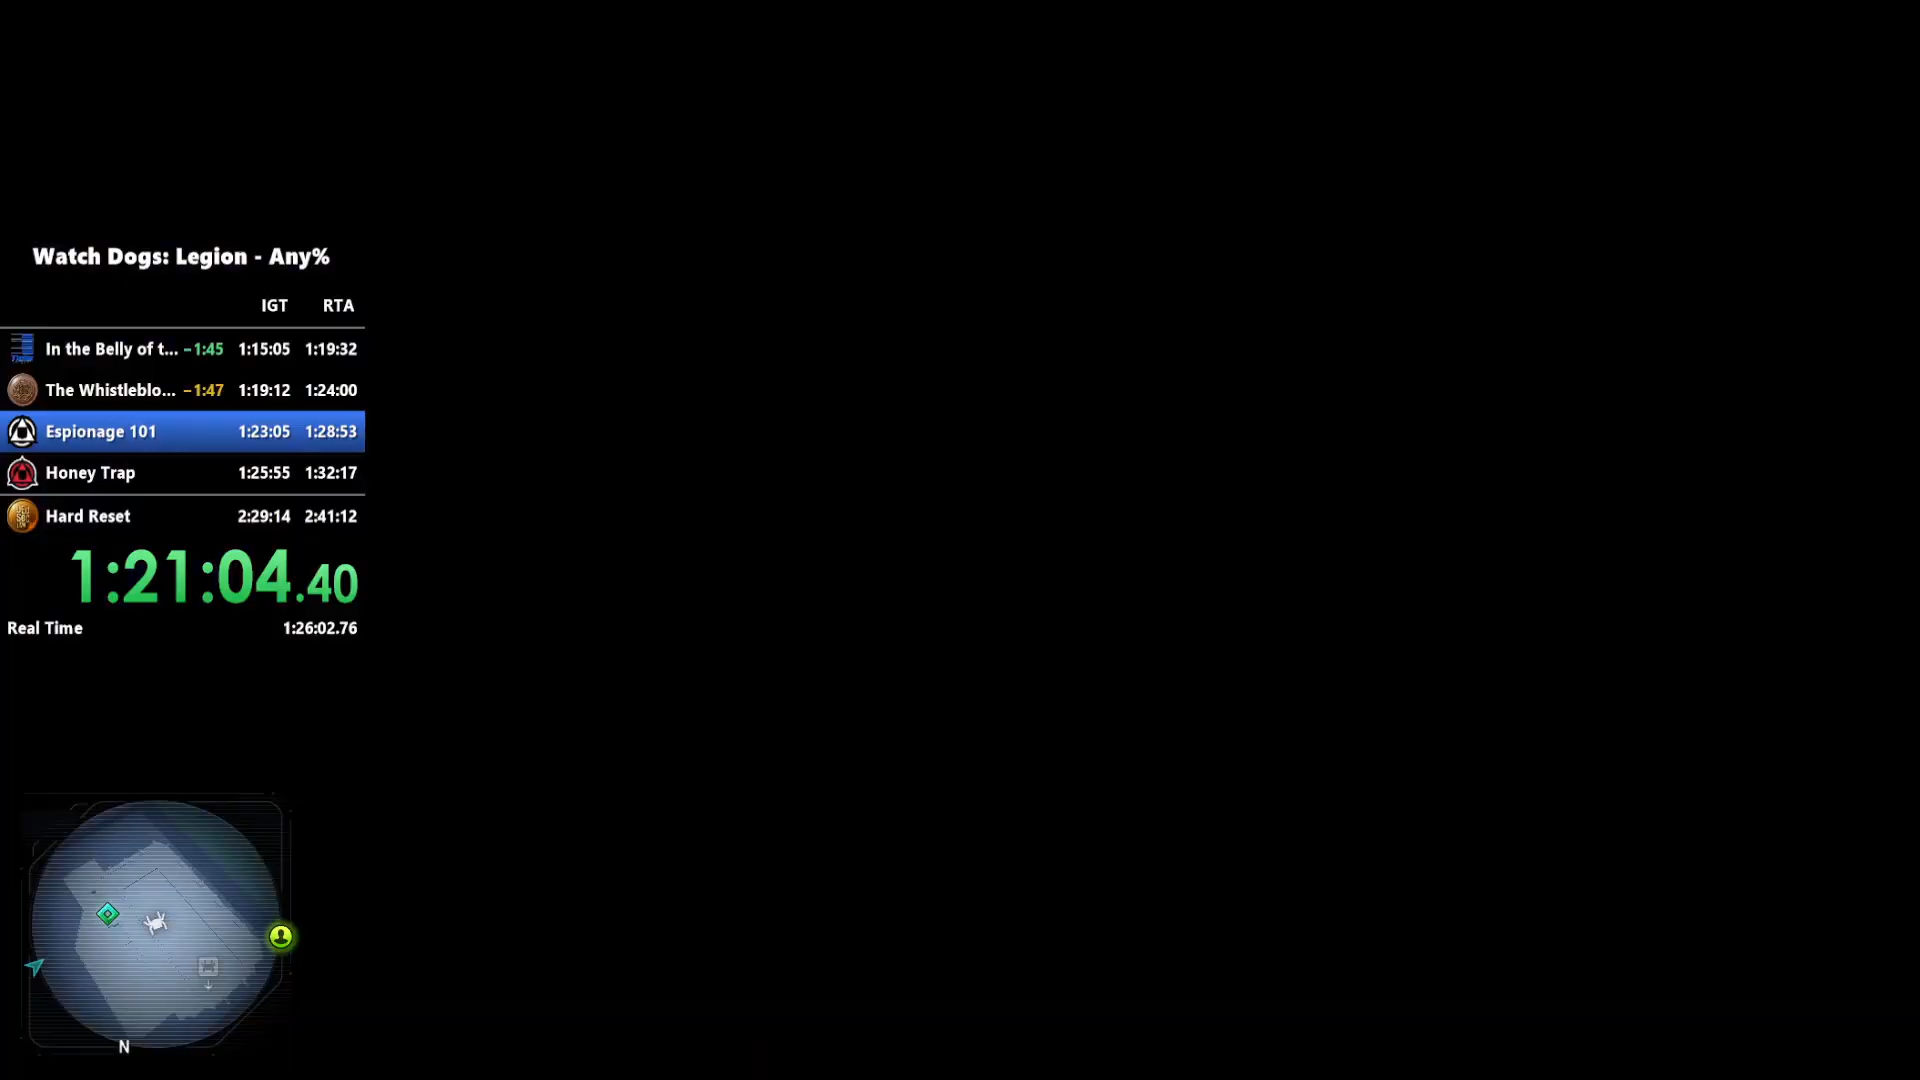 Watch Dogs: Legion - Any%
IGT RTA
In the Belly of t... -1:45 1:15:05 1:19:32
The Whistleblo... -1:47 1:19:12 1:24:00
Espionage 101 1:23:05 1:28:53
Honey Trap 1:25:55 1:32:17
Hard Reset 2:29:14 2:41:12
1:21:04.40
Real Time 1:26:02.76
N